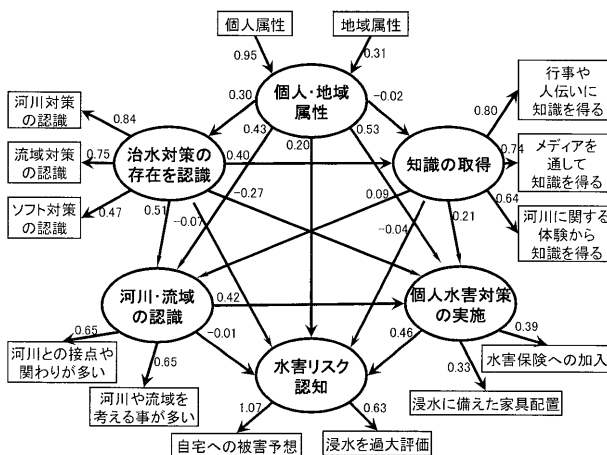 個人属性
地域属性
0.95
0.31
個人・地域
属性
0.30
-0.02
0.43
0.20
0.53
河川対策
の認識
0.84
流域対策
の認識
0.75
ソフト対策
の認識
0.47
治水対策の
存在を認識
0.40
知識の取得
0.80
行事や
人伝いに
知識を得る
0.74
メディアを
通して
知識を得る
0.64
河川に関する
体験から
知識を得る
-0.27
0.09
0.51
-0.07
-0.04
0.21
河川・流域
の認識
0.42
個人水害対策
の実施
-0.01
0.46
水害リスク
認知
0.65
河川との接点や
関わりが多い
0.65
河川や流域を
考える事が多い
0.39
水害保険への加入
0.33
浸水に備えた家具配置
1.07
自宅への被害予想
0.63
浸水を過大評価